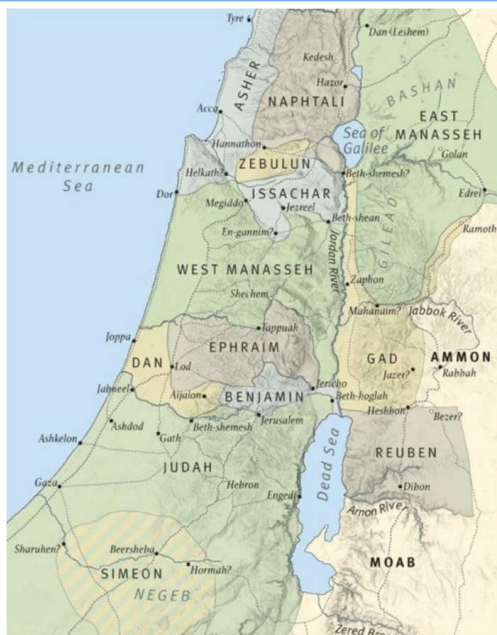 Tyre
Dan (Leshem)
Kedesh
Hazor
ASHER
NAPHTALI
BASHAN
EAST
MANASSEH
Acco
Sea of
Galilee
Golan
Hannathon
ZEBULUN
Mediterranean
Sea
Helkath?
Beth-shemesh?
Dor
ISSACHAR
Megiddo
Jezreel
Edrei
Beth-shean
En-gannim?
GILEAD
Ramoth
Jordan River
WEST MANASSEH
Zaphon
Shechem
Mahanaim?
Jabbok River
Tappuah
Joppa
EPHRAIM
DAN
Lod
GAD
AMMON
Jazer?
Rabbah
Jericho
Jabneel
Aijalon
BENJAMIN
Beth-hoglah
Heshbon
Bezer?
Ashdod
Beth-shemesh
Jerusalem
Ashkelon
Gath
REUBEN
JUDAH
Dead Sea
Gaza
Hebron
Dibon
Engedi
Arnon River
Sharuhen?
Beersheba
MOAB
SIMEON
Hormah?
NEGEB
Zered Br